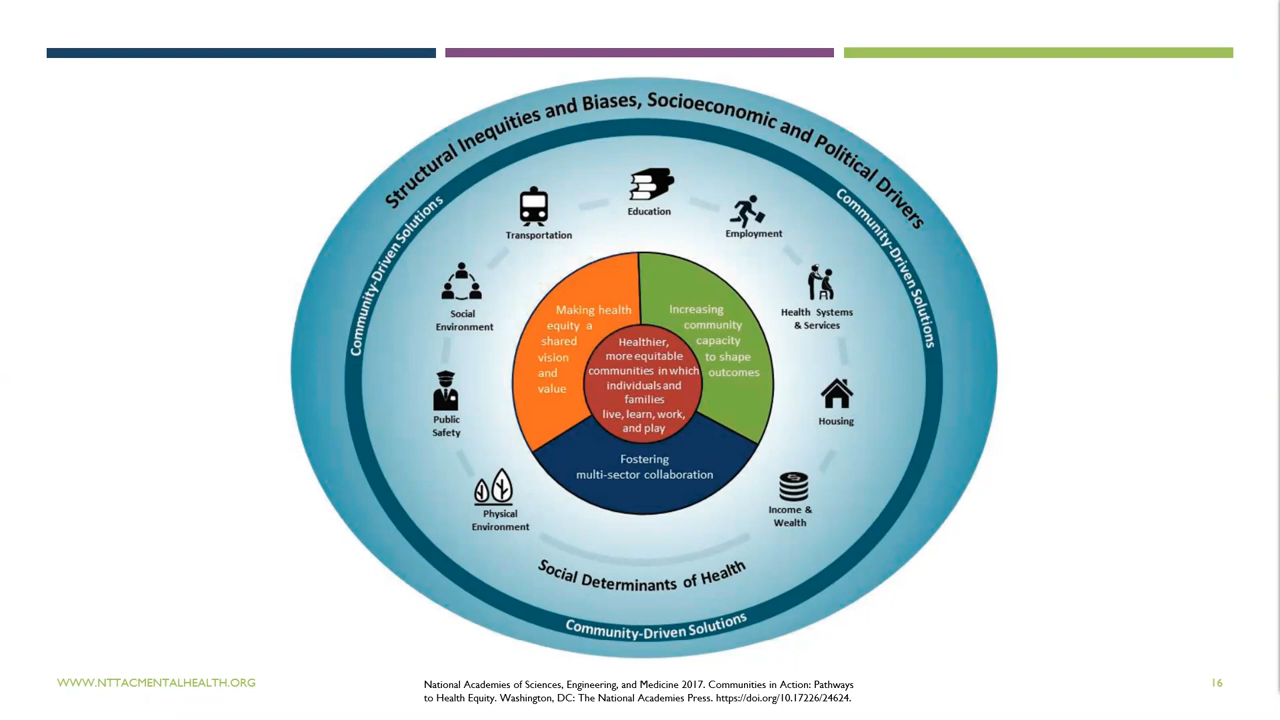 Structural Inequities and Biases, Socioeconomic and Political Drivers
Community-Driven Solutions
Community-Driven Solutions
Education
Transportation
Employment
Social
Environment
Health Systems
& Services
Public
Safety
Housing
Physical
Environment
Income &
Wealth
Making health
equity a
shared
vision
and
value
Increasing
community
capacity
to shape
outcomes
Healthier,
more equitable
communities in which
individuals and
families
live, learn, work,
and play
Fostering
multi-sector collaboration
Social Determinants of Health
Community-Driven Solutions
WWW.NTTACMENTALHEALTH.ORG
National Academies of Sciences, Engineering, and Medicine 2017. Communities in Action: Pathways
to Health Equity. Washington, DC: The National Academies Press. https://doi.org/10.17226/24624.
16